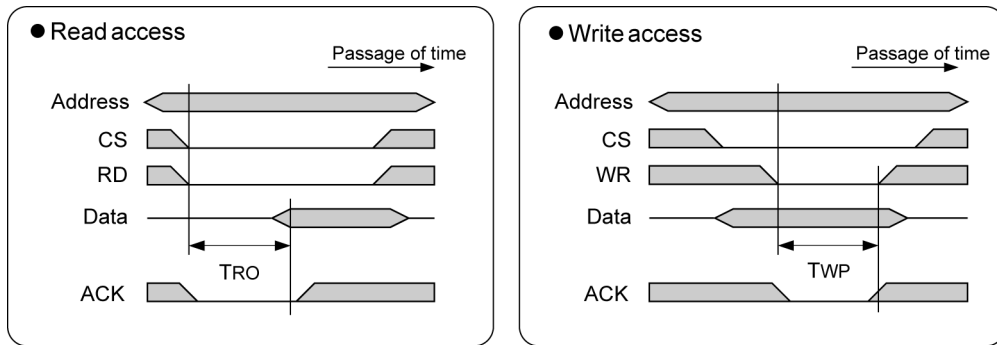 ● Read access
Passage of time
Address
CS
RD
Data
TRO
ACK
● Write access
Passage of time
Address
CS
WR
Data
TWP
ACK